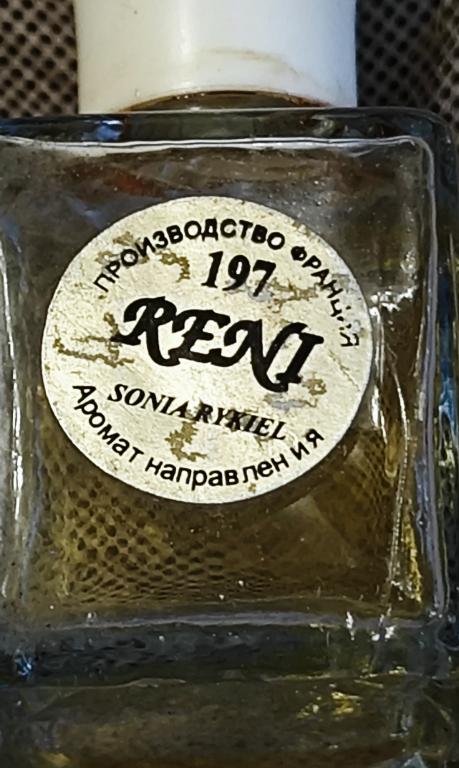 ПРОИЗВОДСТВО ФРАНЦИЯ
197
RENI
SONIA RYKIEL
Аромат направления